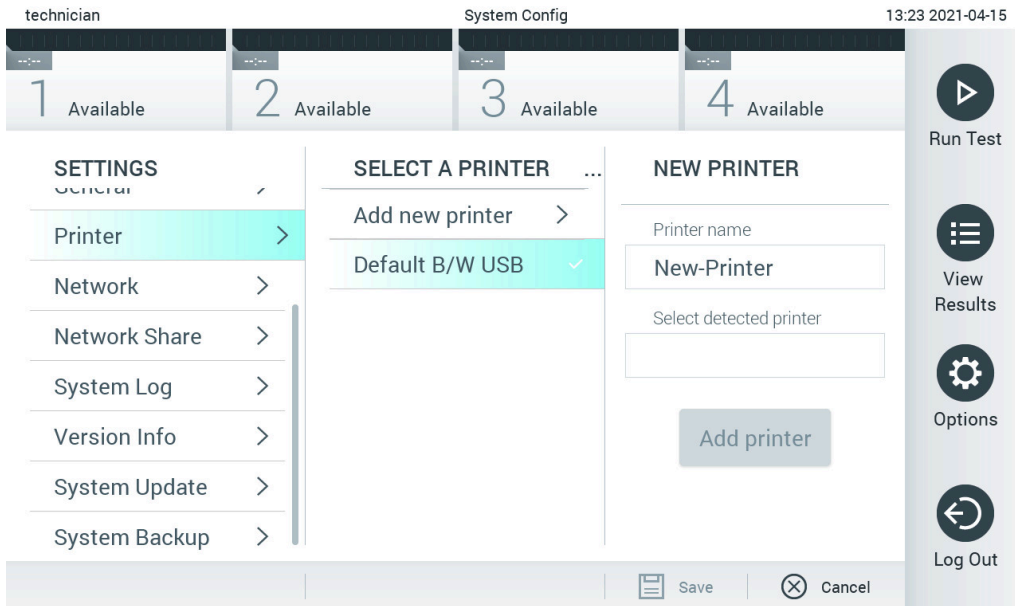 technician System Config 13:23 2021-04-15
--:-- --:-- --:-- --:--
1 Available 2 Available 3 Available 4 Available
Run Test
SETTINGS SELECT A PRINTER ... NEW PRINTER
General
Add new printer
Printer Printer name
Default B/W USB New-Printer
Network View
Results
Select detected printer
Network Share
System Log
Options
Version Info Add printer
System Update
System Backup
Log Out
Save Cancel